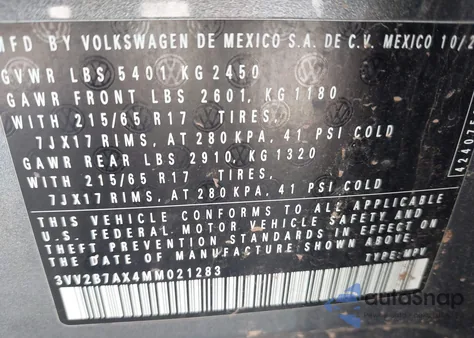 MFD BY VOLKSWAGEN DE MEXICO S.A. DE C.V. MEXICO 10/2
GVWR LBS 5401 KG 2450
GAWR FRONT LBS 2601, KG 1180
WITH 215/65 R17 TIRES,
7JX17 RIMS, AT 280 KPA, 41 PSI COLD
GAWR REAR LBS 2910, KG 1320
WITH 215/65 R17 TIRES,
7JX17 RIMS, AT 280 KPA, 41 PSI COLD
THIS VEHICLE CONFORMS TO ALL APPLICABLE
FEDERAL MOTOR VEHICLE SAFETY AND
THEFT PREVENTION STANDARDS IN EFFECT ON
THE DATE OF MANUFACTURE SHOWN ABOVE
3VV2B7AX4MM021283 TYPE: MPV
autoSnap